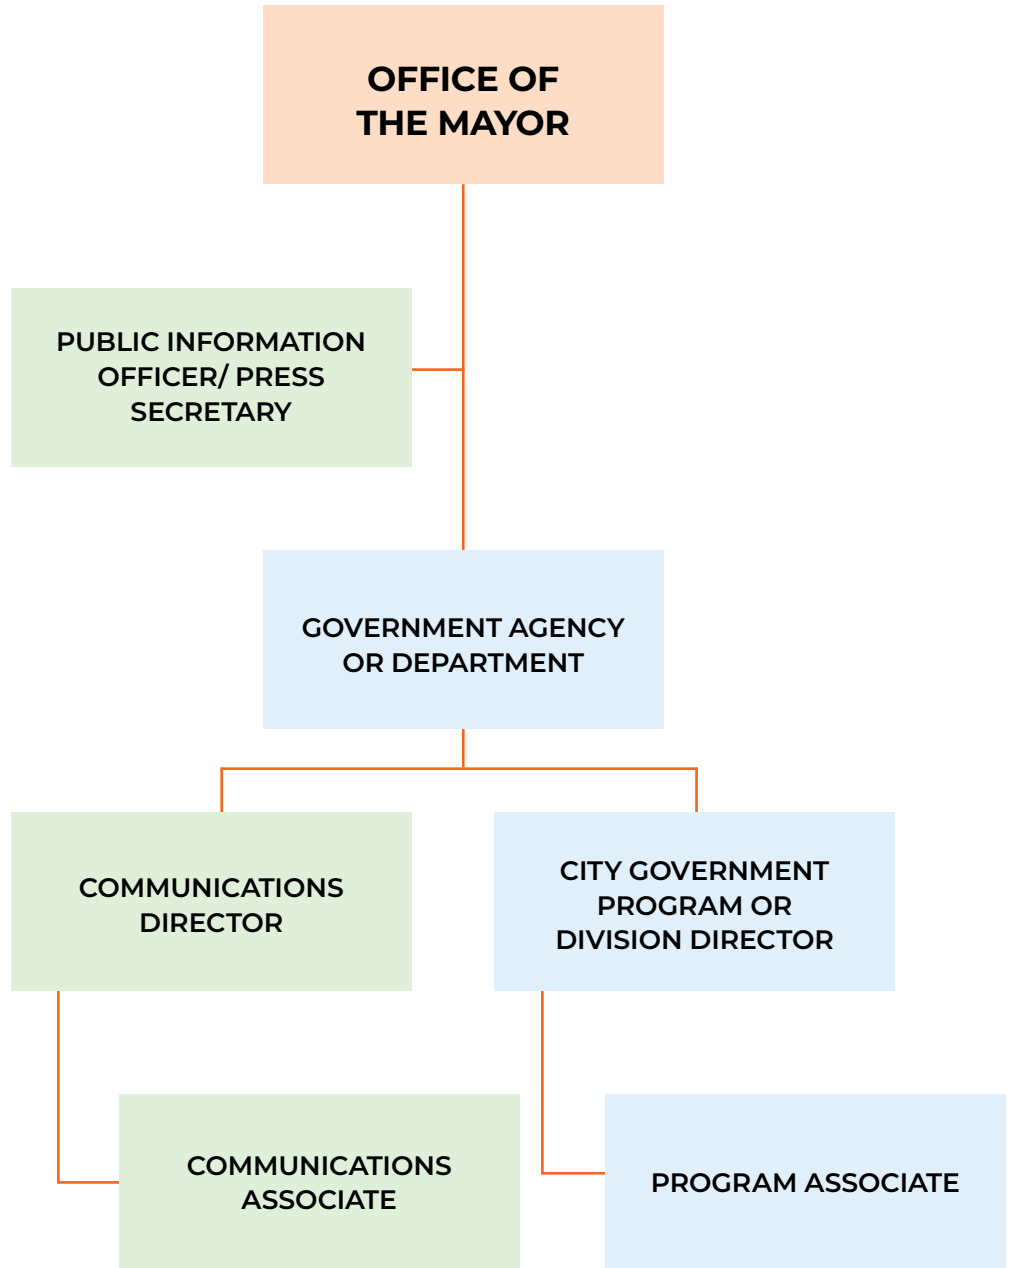 OFFICE OF
THE MAYOR
PUBLIC INFORMATION
OFFICER/ PRESS
SECRETARY
GOVERNMENT AGENCY
OR DEPARTMENT
COMMUNICATIONS
DIRECTOR
CITY GOVERNMENT
PROGRAM OR
DIVISION DIRECTOR
COMMUNICATIONS
ASSOCIATE
PROGRAM ASSOCIATE